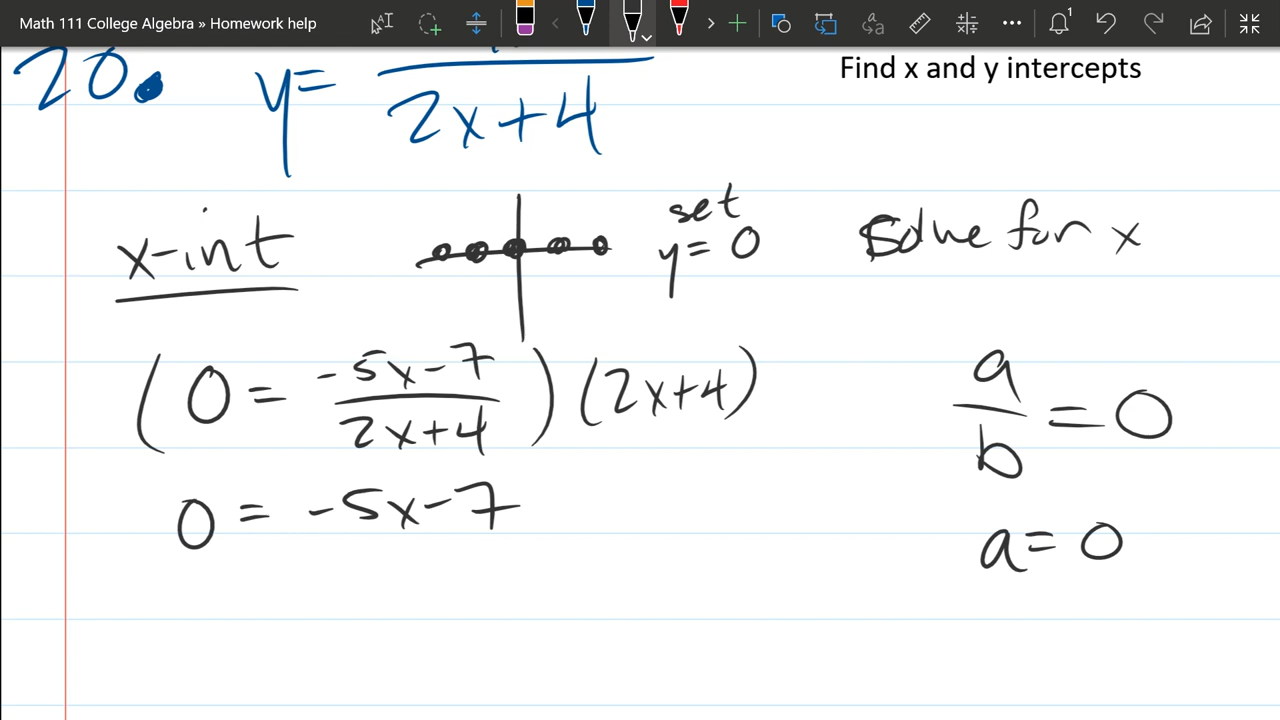 Math 111 College Algebra » Homework help
Find x and y intercepts
20. y = / 2x+4
x-int
set y = 0
solve for x
(0 = (-5x-7)/(2x+4)) (2x+4)
a/b = 0
0 = -5x-7
a = 0